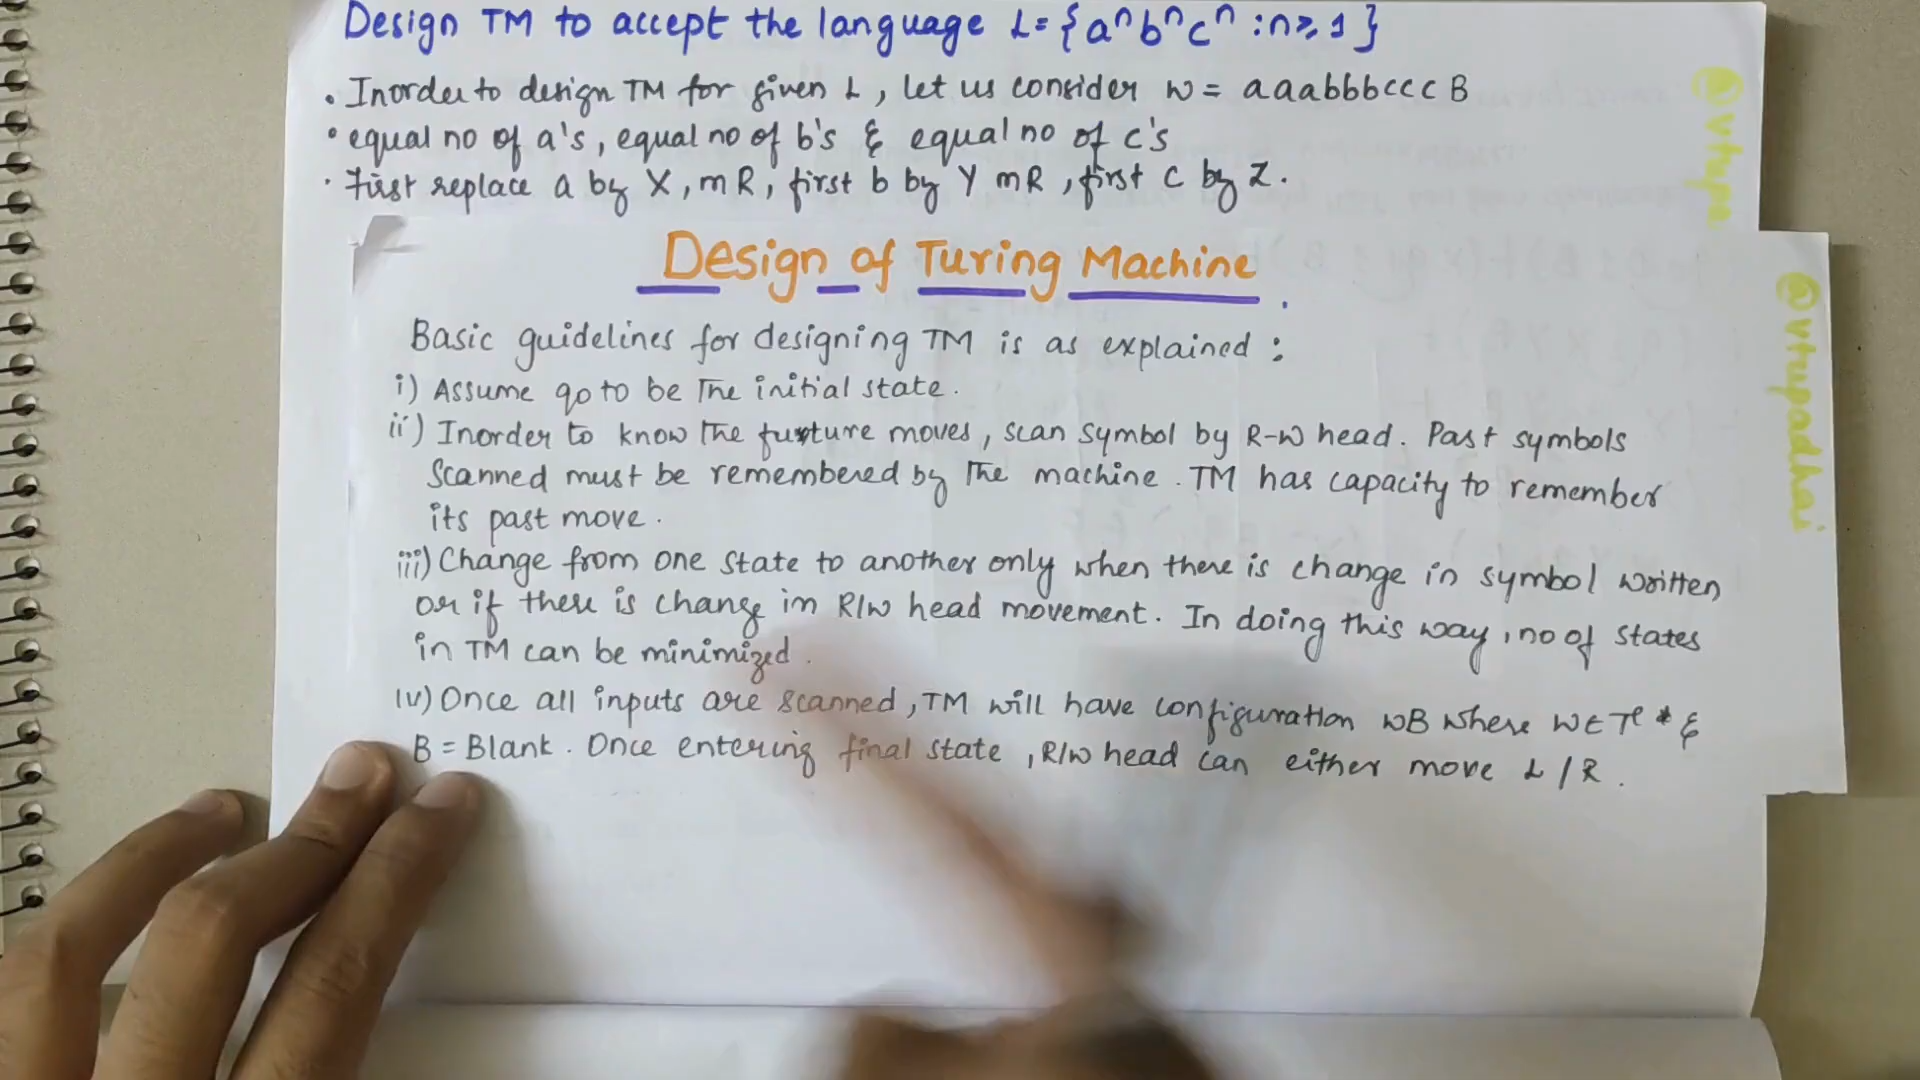 Design TM to accept the language L = {aⁿbⁿcⁿ : n ≥ 1}
• Inorder to design TM for given L, let us consider w = aaabbbccc B
• equal no of a's, equal no of b's & equal no of c's
• First replace a by X, mR, first b by Y mR, first c by Z.
Design of Turing Machine
Basic guidelines for designing TM is as explained :
i) Assume q0 to be the initial state.
ii) Inorder to know the furture moves, scan symbol by R-W head. Past symbols
Scanned must be remembered by the machine. TM has capacity to remember
its past move.
iii) Change from one state to another only when there is change in symbol written
or if there is change in R/W head movement. In doing this way, no of states
in TM can be minimized.
iv) Once all inputs are scanned, TM will have configuration wB where w ∈ Γ* &
B = Blank. Once entering final state, R/W head can either move L / R.
@vtupadhai